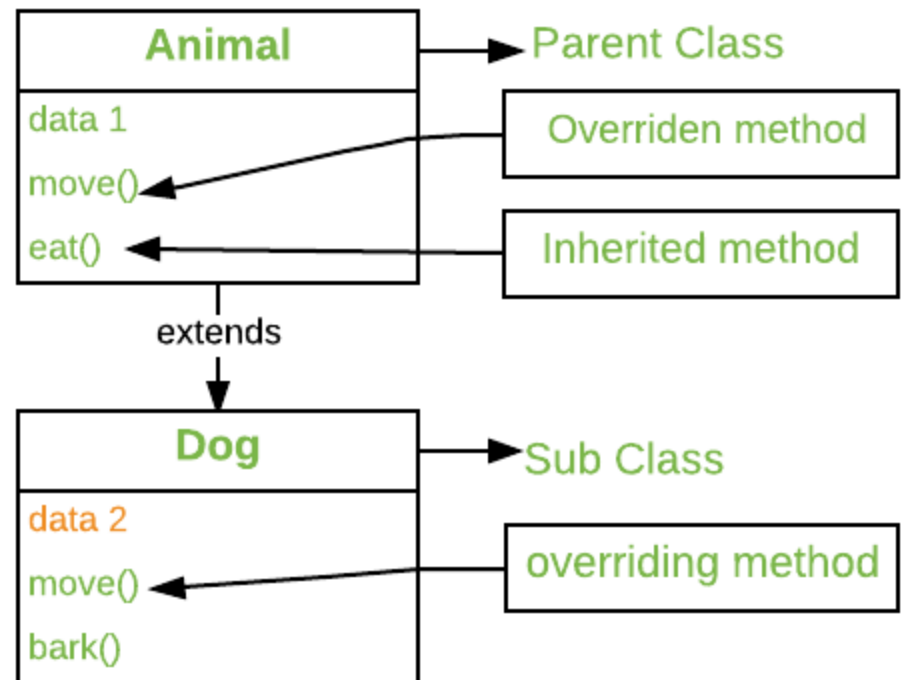 Animal
Parent Class
data 1
Overriden method
move()
eat()
Inherited method
extends
Dog
Sub Class
data 2
move()
overriding method
bark()